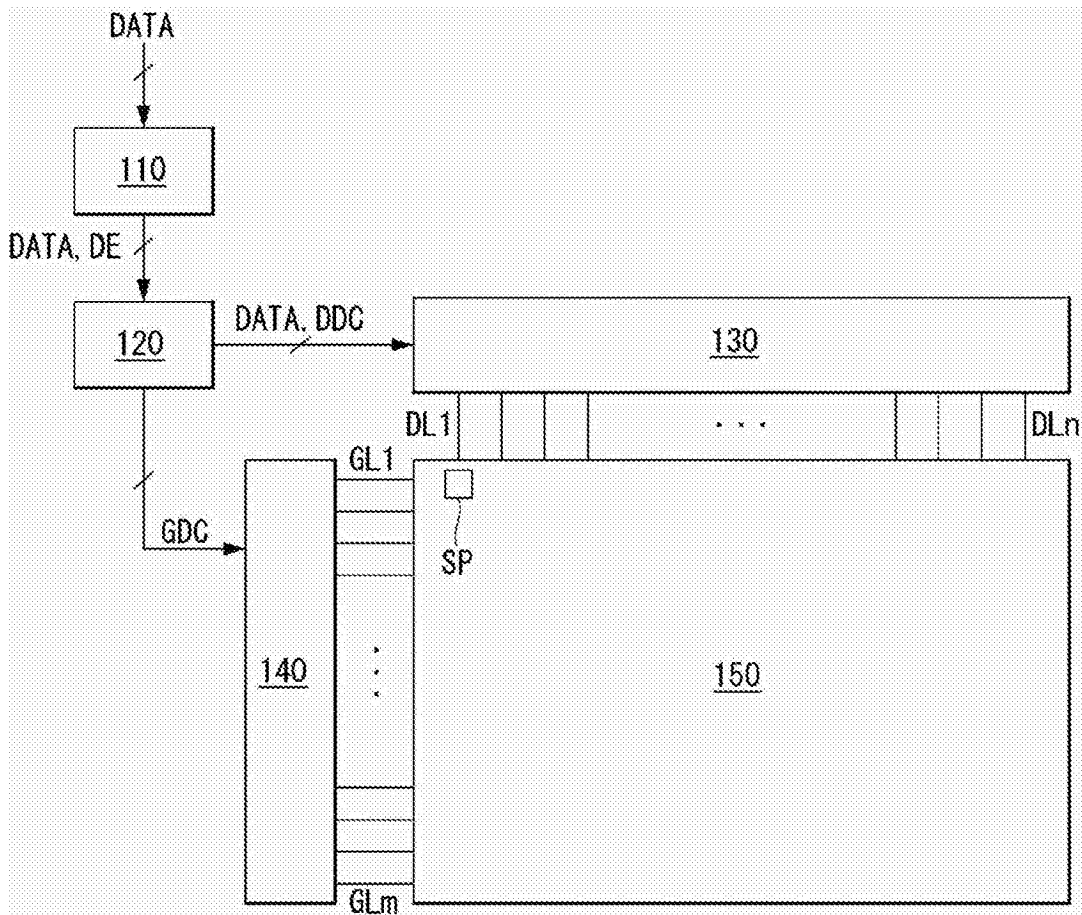 DATA
110
DATA, DE
120
DATA, DDC
130
DL1
. . .
DLn
GL1
SP
GDC
140
150
GLm